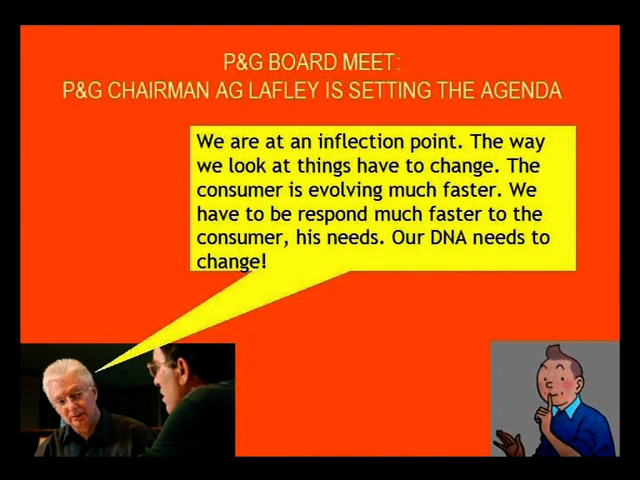 P&G BOARD MEET:
P&G CHAIRMAN AG LAFLEY IS SETTING THE AGENDA
We are at an inflection point. The way
we look at things have to change. The
consumer is evolving much faster. We
have to be respond much faster to the
consumer, his needs. Our DNA needs to
change!